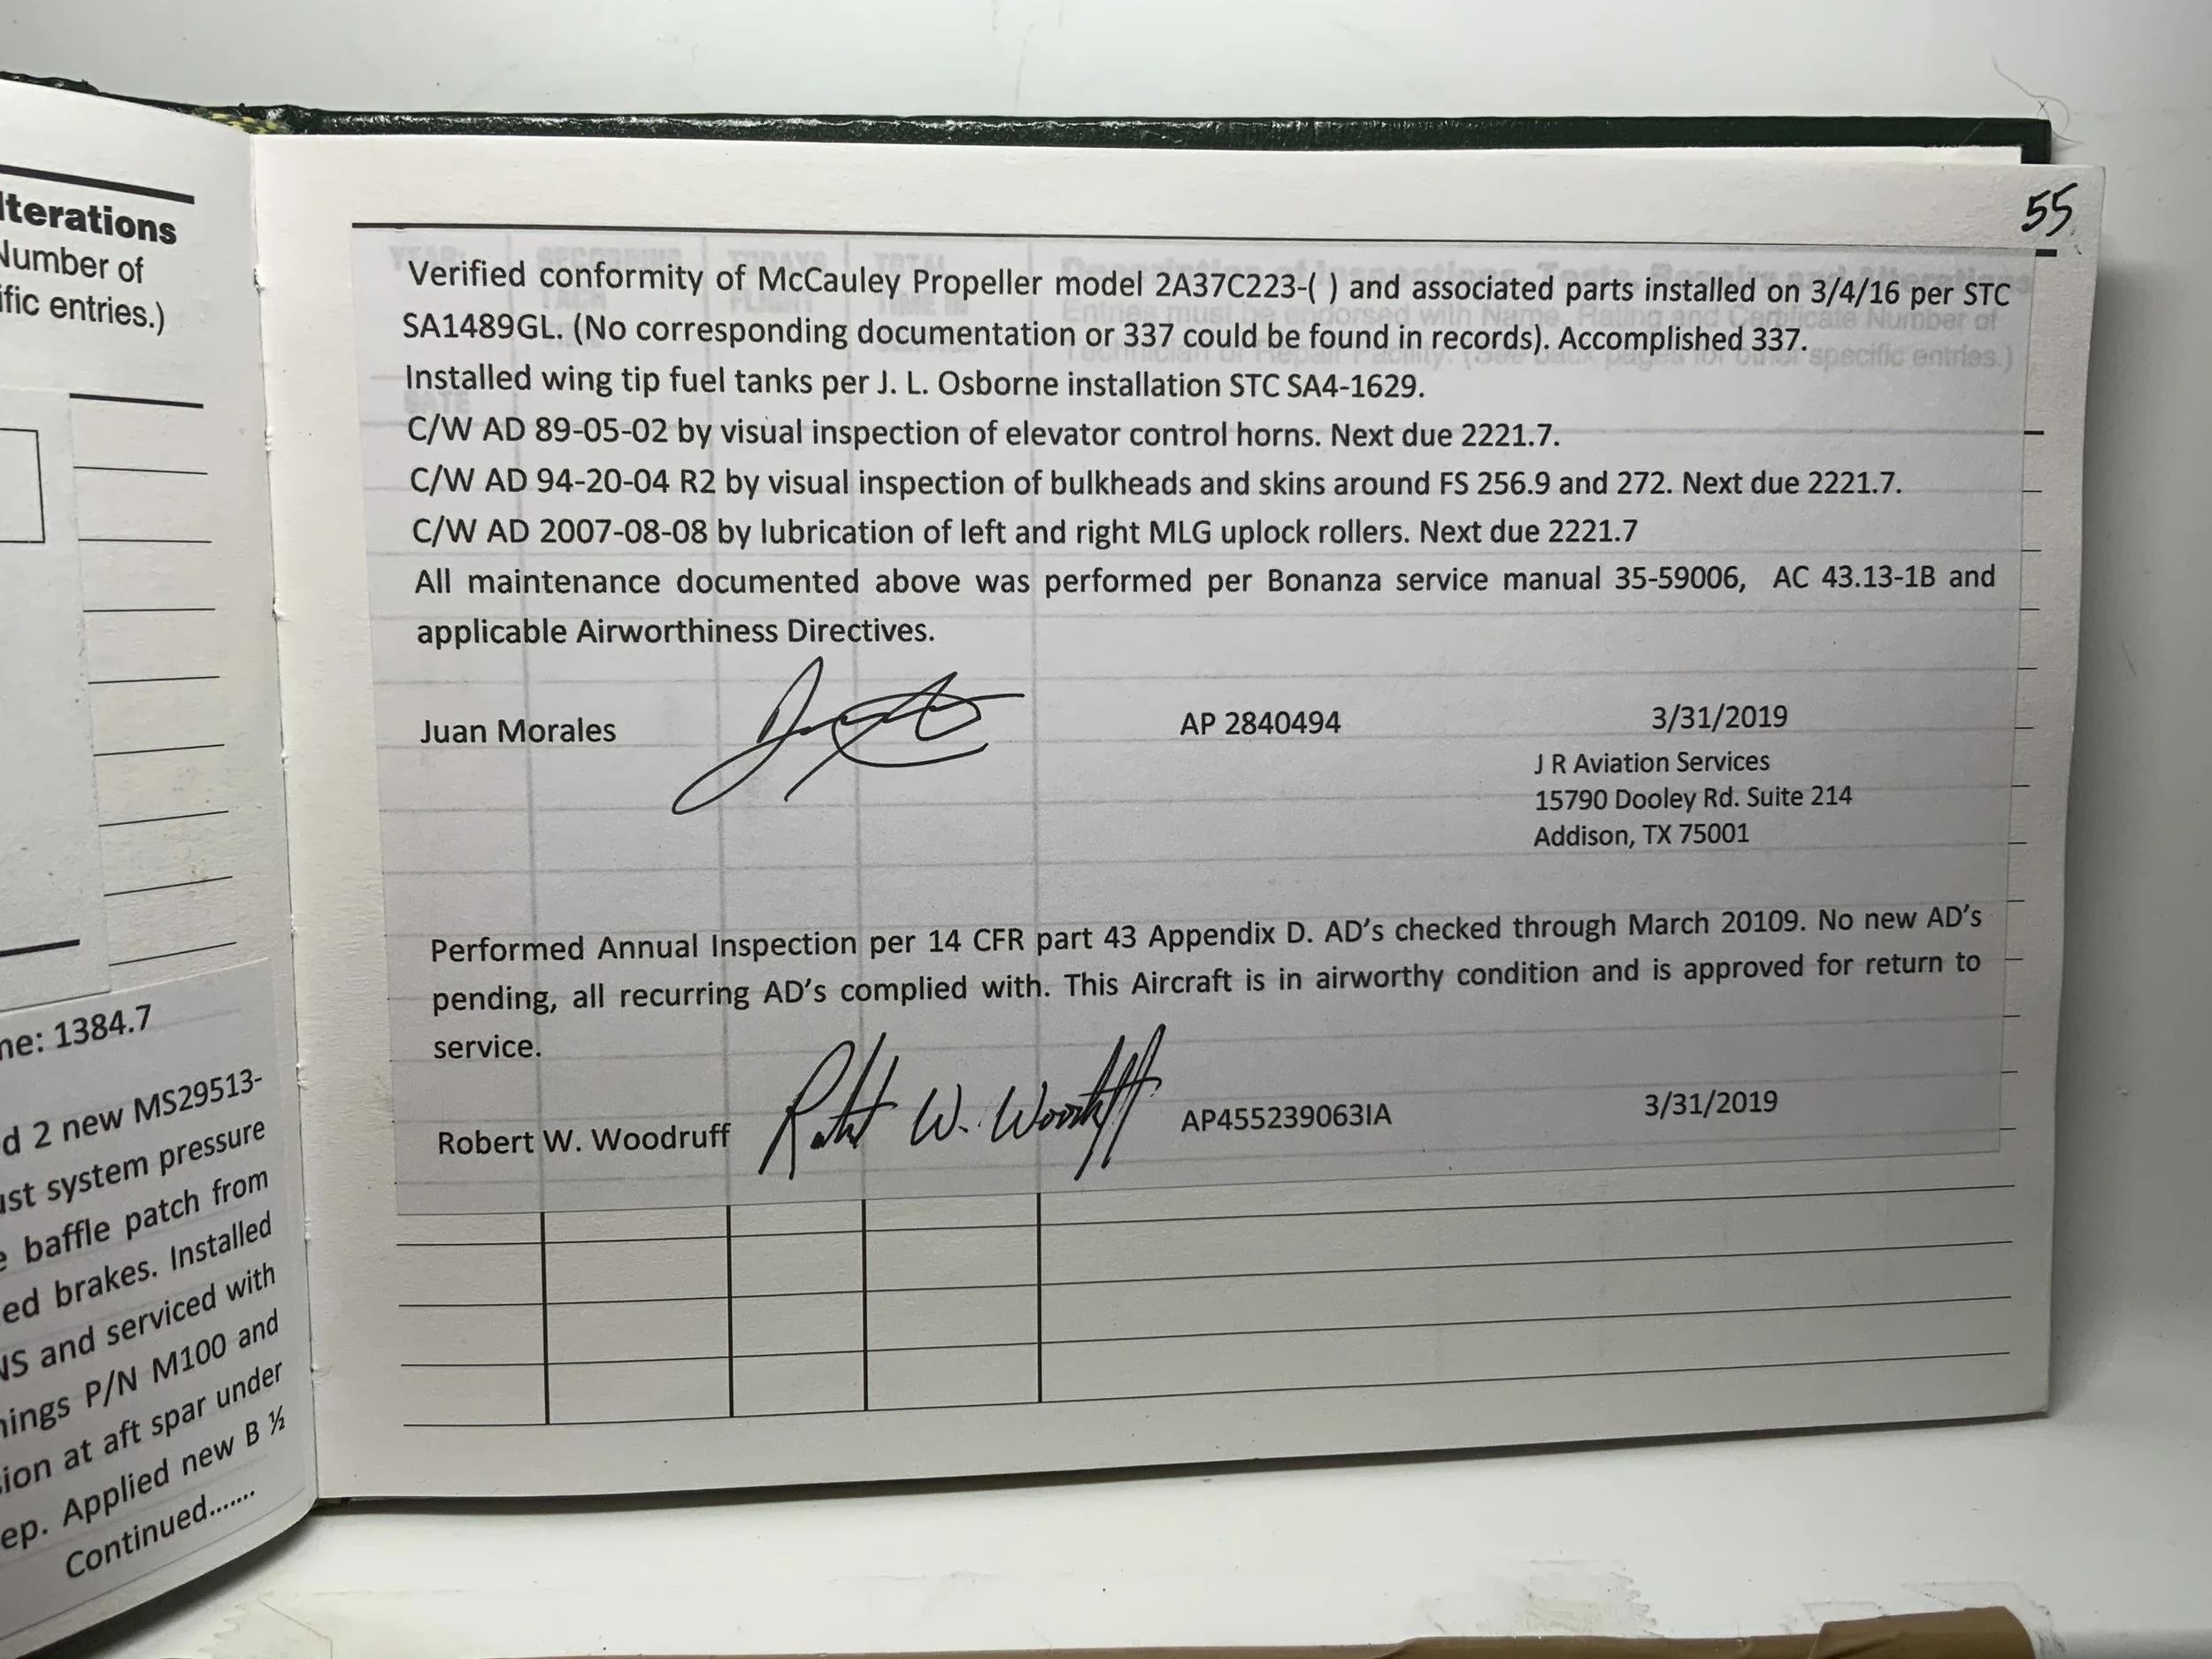 lterations
Number of
ific entries.)
ne: 1384.7
d 2 new MS29513-
ust system pressure
e baffle patch from
ed brakes. Installed
NS and serviced with
nings P/N M100 and
sion at aft spar under
ep. Applied new B ½
Continued.......
55
Verified conformity of McCauley Propeller model 2A37C223-( ) and associated parts installed on 3/4/16 per STC
SA1489GL. (No corresponding documentation or 337 could be found in records). Accomplished 337.
Installed wing tip fuel tanks per J. L. Osborne installation STC SA4-1629.
C/W AD 89-05-02 by visual inspection of elevator control horns. Next due 2221.7.
C/W AD 94-20-04 R2 by visual inspection of bulkheads and skins around FS 256.9 and 272. Next due 2221.7.
C/W AD 2007-08-08 by lubrication of left and right MLG uplock rollers. Next due 2221.7
All maintenance documented above was performed per Bonanza service manual 35-59006, AC 43.13-1B and
applicable Airworthiness Directives.
Juan Morales AP 2840494 3/31/2019
J R Aviation Services
15790 Dooley Rd. Suite 214
Addison, TX 75001
Performed Annual Inspection per 14 CFR part 43 Appendix D. AD's checked through March 20109. No new AD's
pending, all recurring AD's complied with. This Aircraft is in airworthy condition and is approved for return to
service.
Robert W. Woodruff Robert W. Woodruff AP455239063IA 3/31/2019